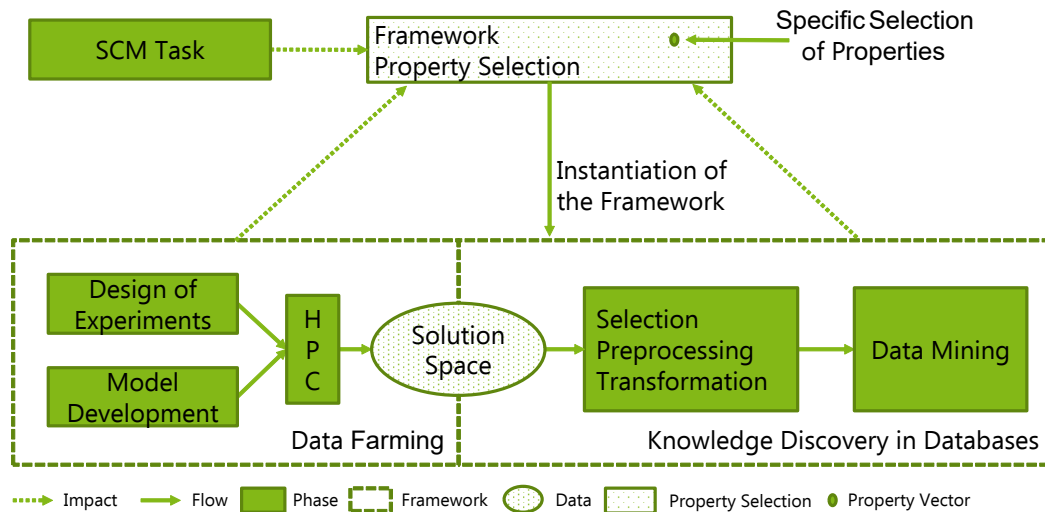 SCM Task
Framework
Property Selection
Specific Selection
of Properties
Instantiation of
the Framework
Design of
Experiments
Model
Development
H
P
C
Solution
Space
Selection
Preprocessing
Transformation
Data Mining
Data Farming
Knowledge Discovery in Databases
Impact
Flow
Phase
Framework
Data
Property Selection
Property Vector